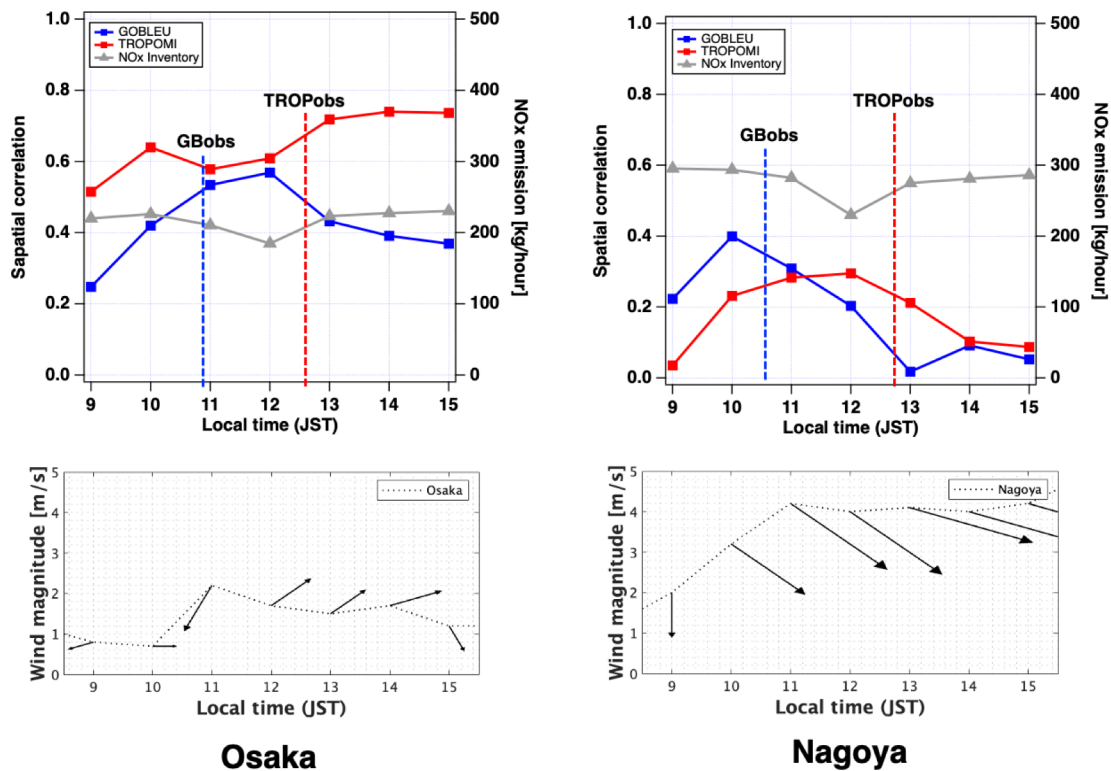 1.0
0.8
0.6
0.4
0.2
0.0
Sapatial correlation
GOBLEU
TROPOMI
NOx Inventory
GBobs
TROPobs
500
400
300
200
100
0
NOx emission [kg/hour]
9 10 11 12 13 14 15
Local time (JST)
1.0
0.8
0.6
0.4
0.2
0.0
Spatial correlation
GOBLEU
TROPOMI
NOx Inventory
GBobs
TROPobs
500
400
300
200
100
0
NOx emission [kg/hour]
9 10 11 12 13 14 15
Local time (JST)
5
4
3
2
1
0
Wind magnitude [m/s]
Osaka
9 10 11 12 13 14 15
Local time (JST)
5
4
3
2
1
0
Wind magnitude [m/s]
Nagoya
9 10 11 12 13 14 15
Local time (JST)
Osaka
Nagoya